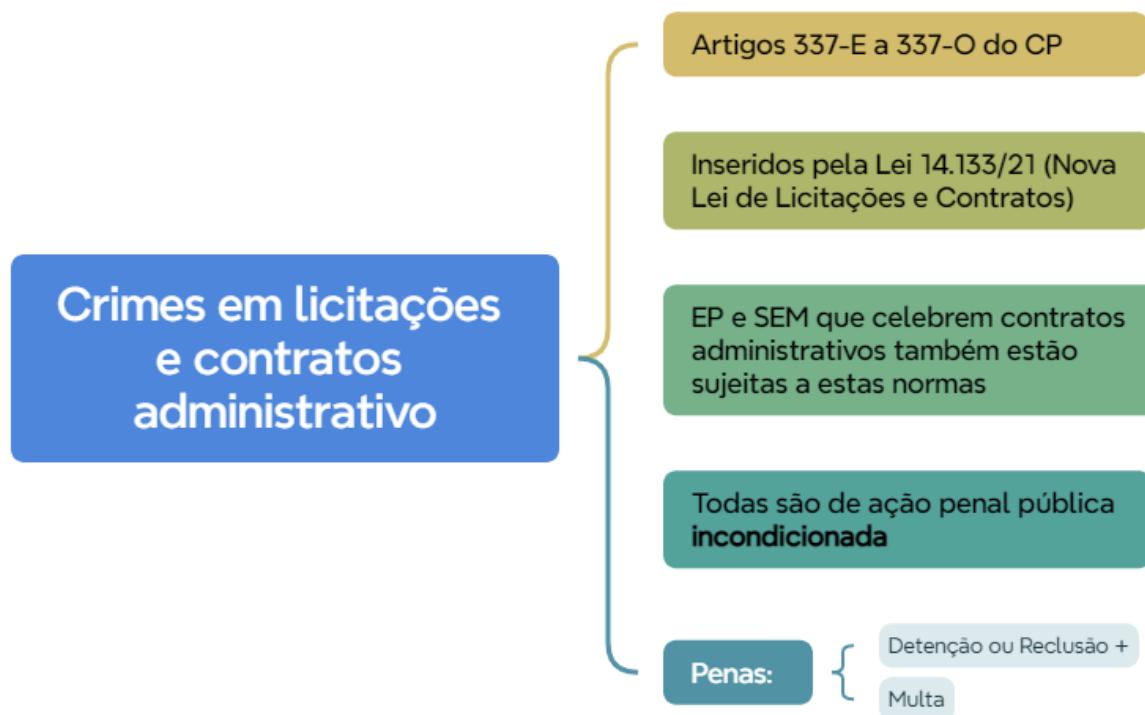 Crimes em licitações
e contratos
administrativo
Artigos 337-E a 337-O do CP
Inseridos pela Lei 14.133/21 (Nova
Lei de Licitações e Contratos)
EP e SEM que celebrem contratos
administrativos também estão
sujeitas a estas normas
Todas são de ação penal pública
incondicionada
Penas:
Detenção ou Reclusão +
Multa